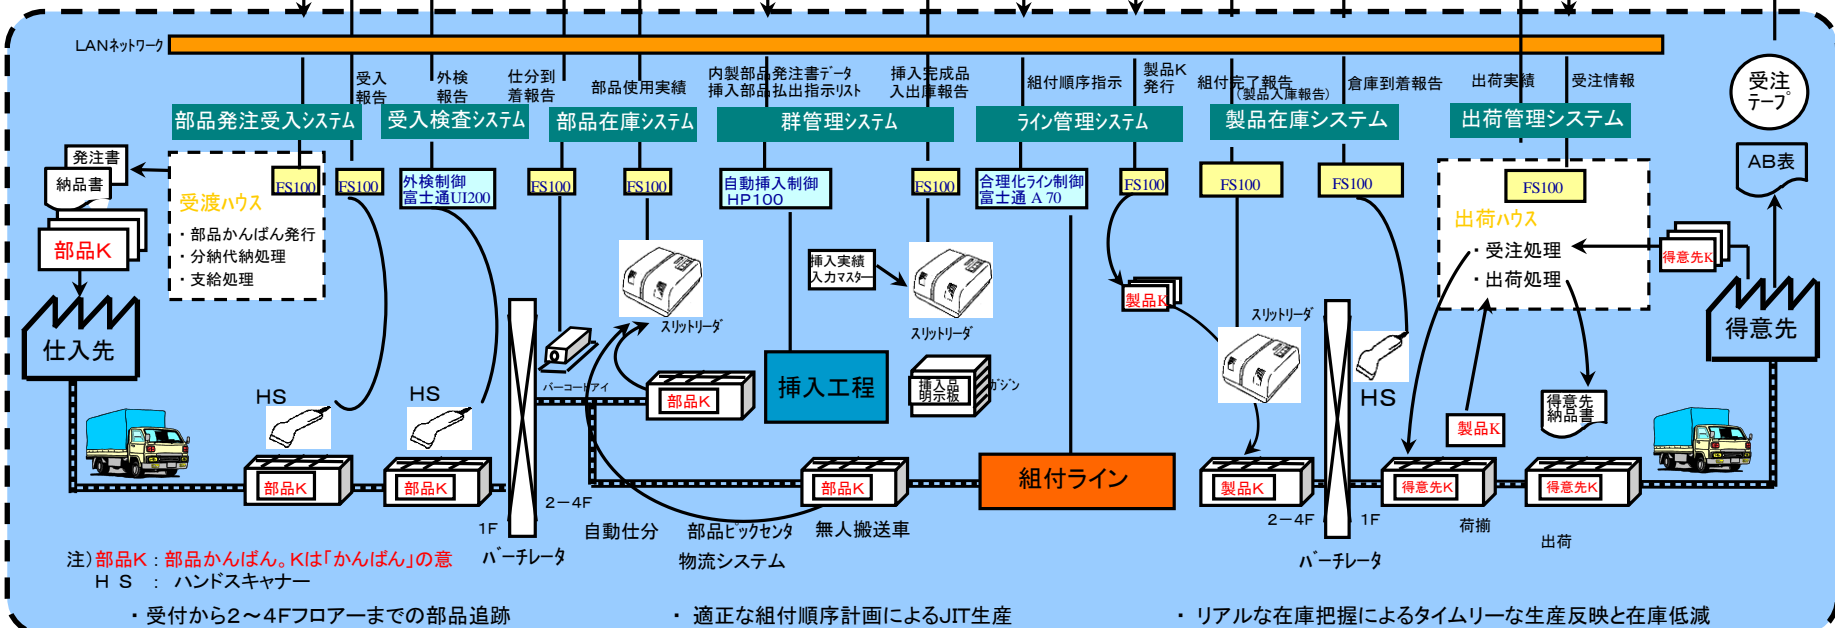 LANネットワーク
受入
報告
外検
報告
仕分到
着報告
部品使用実績
内製部品発注書データ
挿入部品払出指示リスト
挿入完成品
入出庫報告
組付順序指示
製品K
発行
組付完了報告
(製品入庫報告)
倉庫到着報告
出荷実績
受注情報
受注
テープ
部品発注受入システム
受入検査システム
部品在庫システム
群管理システム
ライン管理システム
製品在庫システム
出荷管理システム
発注書
納品書
部品K
FS100
FS100
外検制御
富士通UI200
FS100
FS100
自動挿入制御
HP100
FS100
合理化ライン制御
富士通 A 70
FS100
FS100
FS100
FS100
AB表
受渡ハウス
・部品かんばん発行
・分納代納処理
・支給処理
出荷ハウス
・受注処理
・出荷処理
得意先K
挿入実績
入力マスター
製品K
スリットリーダ
スリットリーダ
スリットリーダ
仕入先
得意先
バーコードアイ
HS
HS
HS
部品K
挿入工程
挿入品
明示板
ガジン
製品K
得意先
納品書
部品K
部品K
部品K
組付ライン
製品K
得意先K
得意先K
1F
2−4F
自動仕分
部品ピックセンタ
無人搬送車
物流システム
バーチレータ
2−4F
1F
バーチレータ
荷揃
出荷
注)部品K:部品かんばん。Kは「かんばん」の意
HS : ハンドスキャナー
・受付から2〜4Fフロアーまでの部品追跡
・適正な組付順序計画によるJIT生産
・リアルな在庫把握によるタイムリーな生産反映と在庫低減